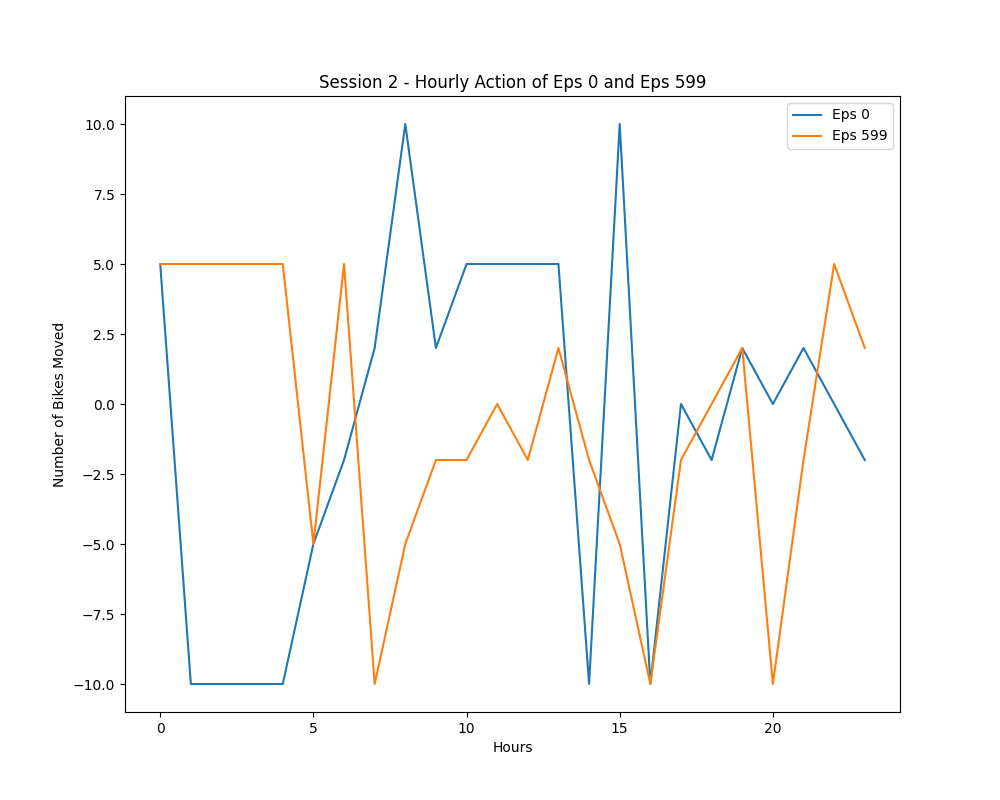 Session 2 - Hourly Action of Eps 0 and Eps 599
Eps 0
Eps 599
10.0
7.5
5.0
2.5
0.0
−2.5
−5.0
−7.5
−10.0
Number of Bikes Moved
0 5 10 15 20
Hours